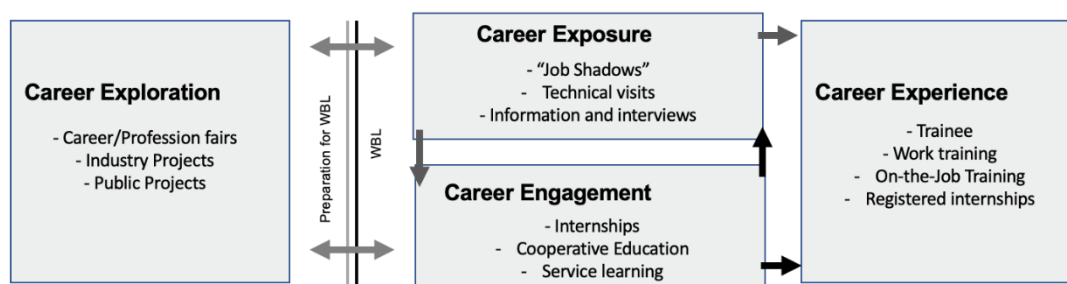 Career Exploration
- Career/Profession fairs
- Industry Projects
- Public Projects
Preparation for WBL
WBL
Career Exposure
- “Job Shadows”
- Technical visits
- Information and interviews
Career Engagement
- Internships
- Cooperative Education
- Service learning
Career Experience
- Trainee
- Work training
- On-the-Job Training
- Registered internships